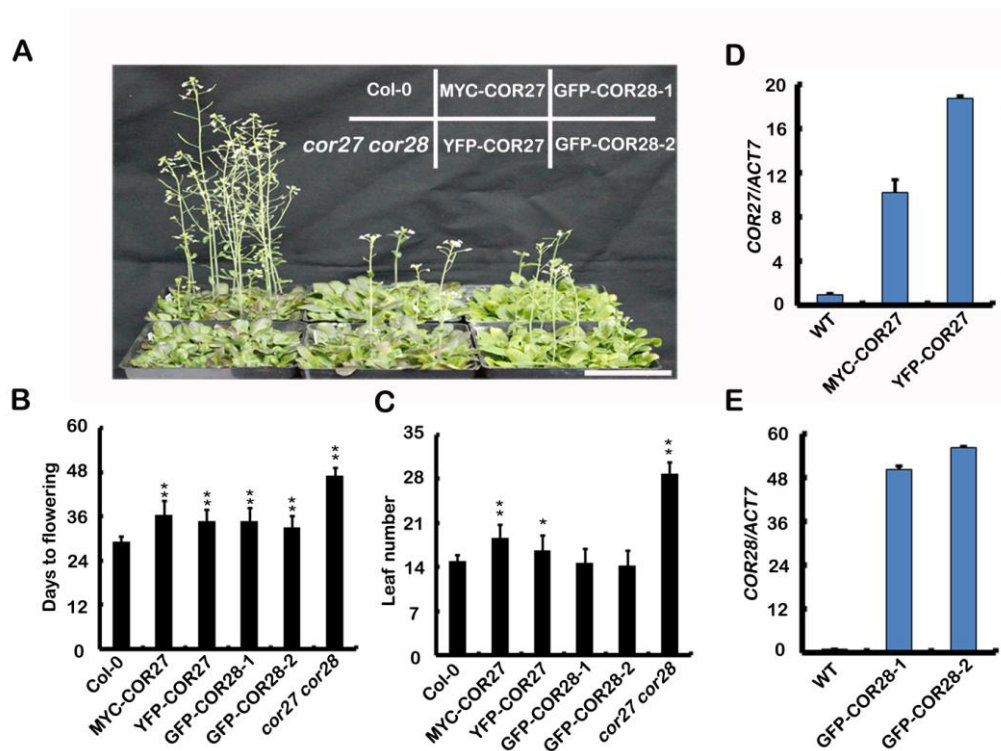 A
Col-0 MYC-COR27 GFP-COR28-1
cor27 cor28 YFP-COR27 GFP-COR28-2
B
Days to flowering
60
48
36
24
12
0
** ** ** ** **
Col-0
MYC-COR27
YFP-COR27
GFP-COR28-1
GFP-COR28-2
cor27 cor28
C
Leaf number
35
28
21
14
7
0
** * **
Col-0
MYC-COR27
YFP-COR27
GFP-COR28-1
GFP-COR28-2
cor27 cor28
D
COR27/ACT7
20
16
12
8
4
0
WT
MYC-COR27
YFP-COR27
E
COR28/ACT7
60
48
36
24
12
0
WT
GFP-COR28-1
GFP-COR28-2